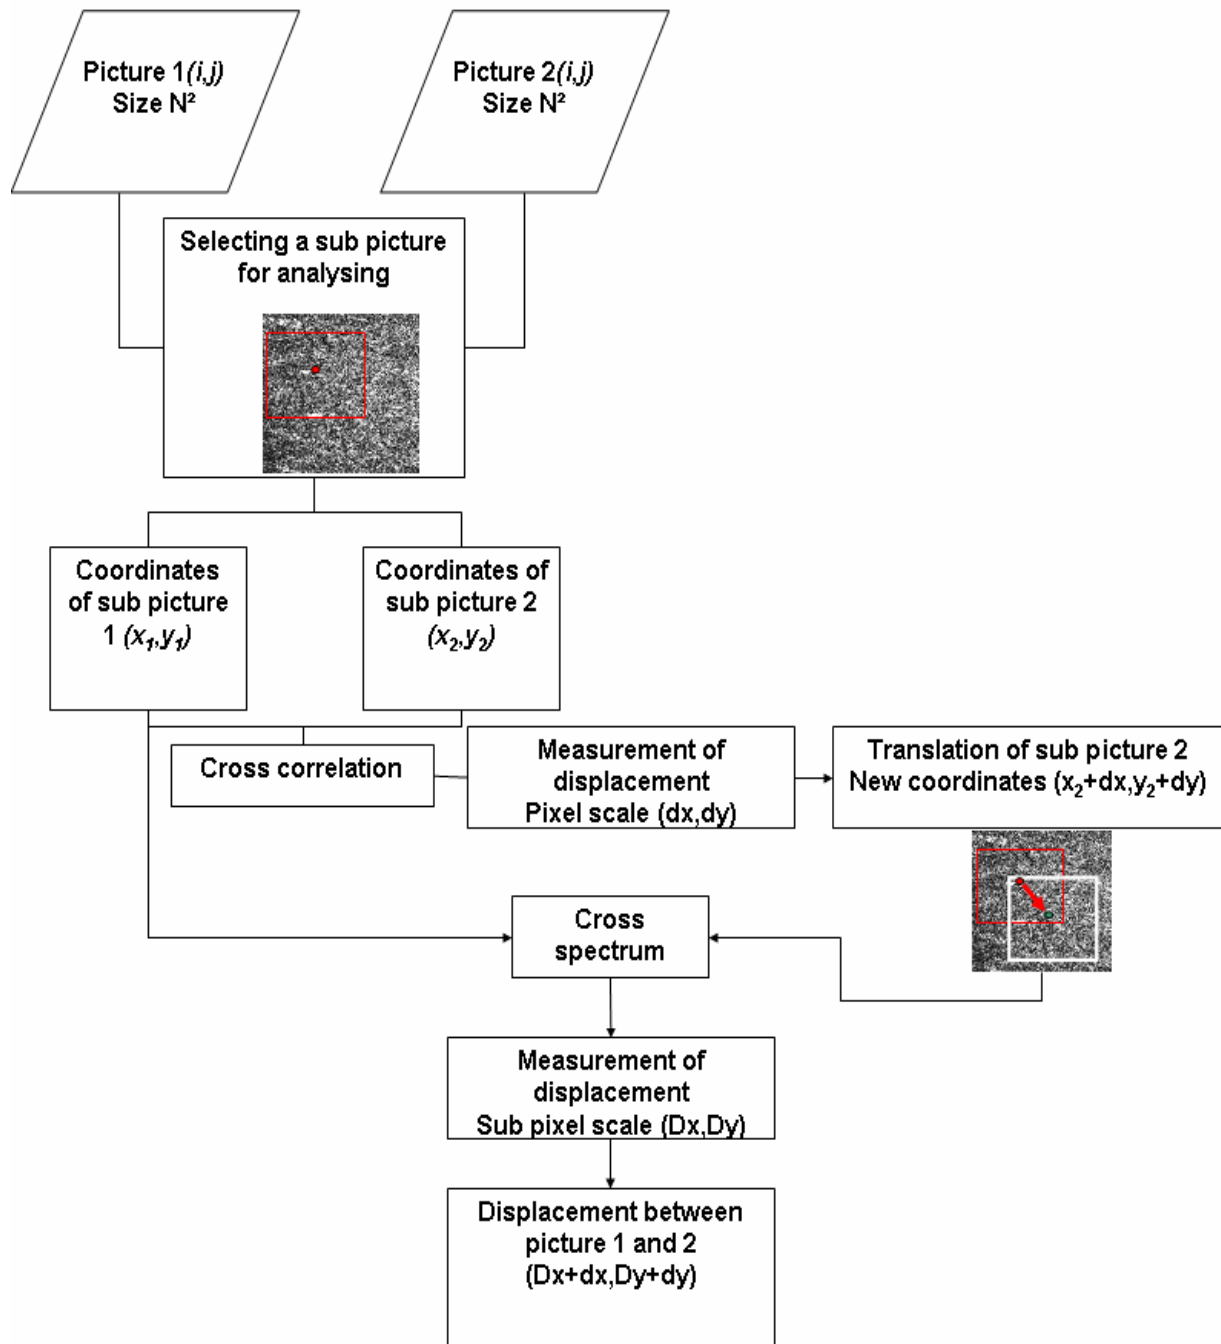 Picture 1(i,j)
Size N²
Picture 2(i,j)
Size N²
Selecting a sub picture
for analysing
Coordinates
of sub picture
1 (x₁,y₁)
Coordinates of
sub picture 2
(x₂,y₂)
Cross correlation
Measurement of
displacement
Pixel scale (dx,dy)
Translation of sub picture 2
New coordinates (x₂+dx,y₂+dy)
Cross
spectrum
Measurement of
displacement
Sub pixel scale (Dx,Dy)
Displacement between
picture 1 and 2
(Dx+dx,Dy+dy)